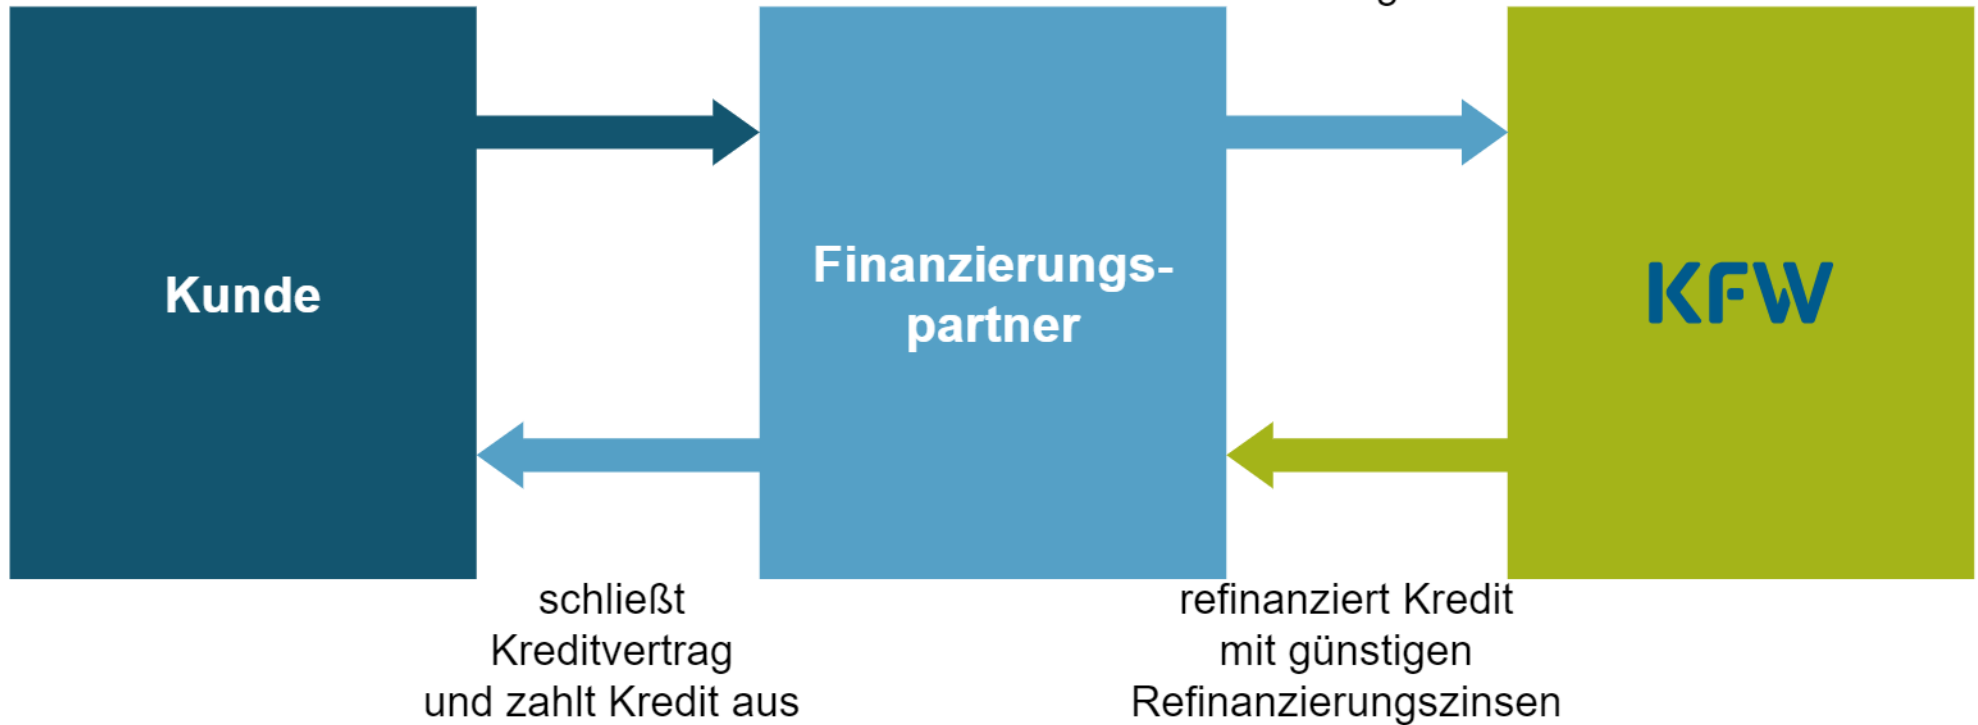 Kunde
Finanzierungs-
partner
KFW
schließt
Kreditvertrag
und zahlt Kredit aus
refinanziert Kredit
mit günstigen
Refinanzierungszinsen